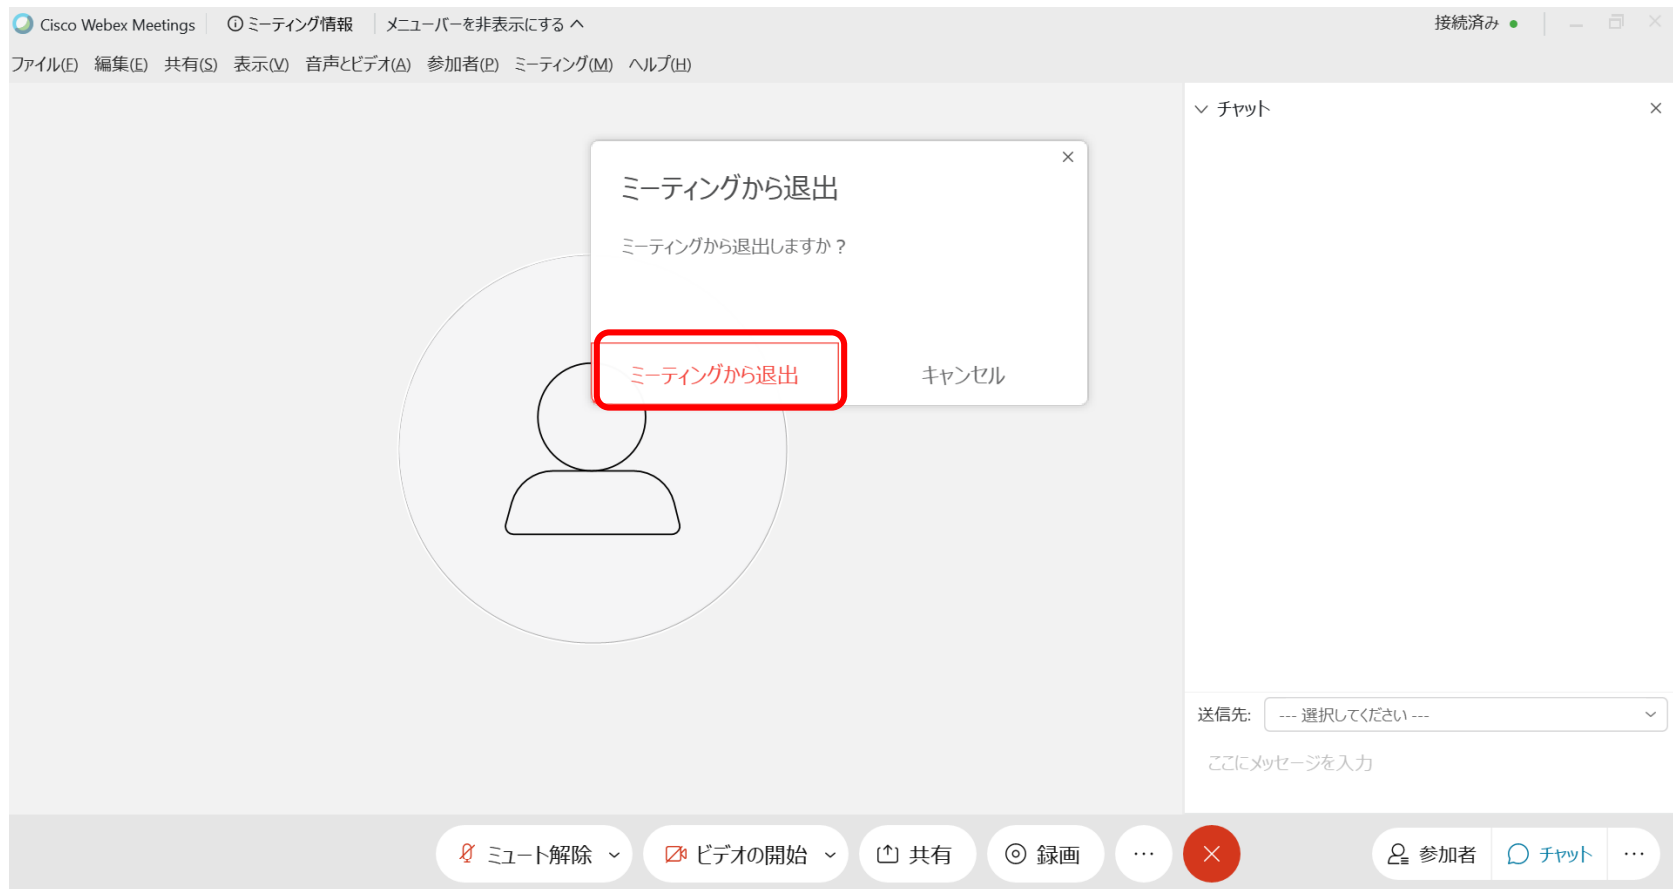 Cisco Webex Meetings ミーティング情報 メニューバーを非表示にする 接続済み
ファイル(F) 編集(E) 共有(S) 表示(V) 音声とビデオ(A) 参加者(P) ミーティング(M) ヘルプ(H)
チャット
ミーティングから退出
ミーティングから退出しますか？
ミーティングから退出 キャンセル
送信先: --- 選択してください ---
ここにメッセージを入力
ミュート解除 ビデオの開始 共有 録画 参加者 チャット